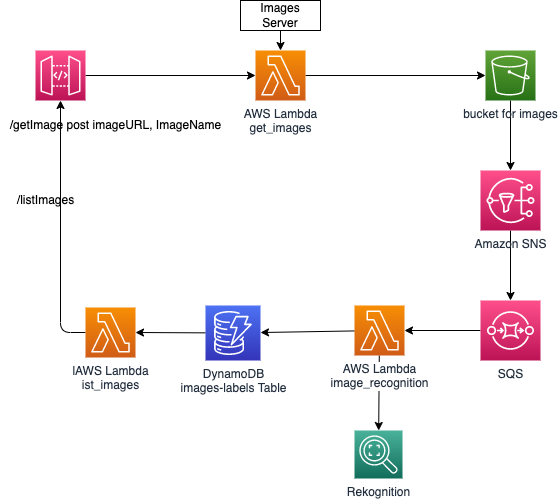 Images
Server
AWS Lambda
get_images
bucket for images
/getImage post imageURL, ImageName
/listImages
Amazon SNS
lAWS Lambda
ist_images
DynamoDB
images-labels Table
AWS Lambda
image_recognition
SQS
Rekognition